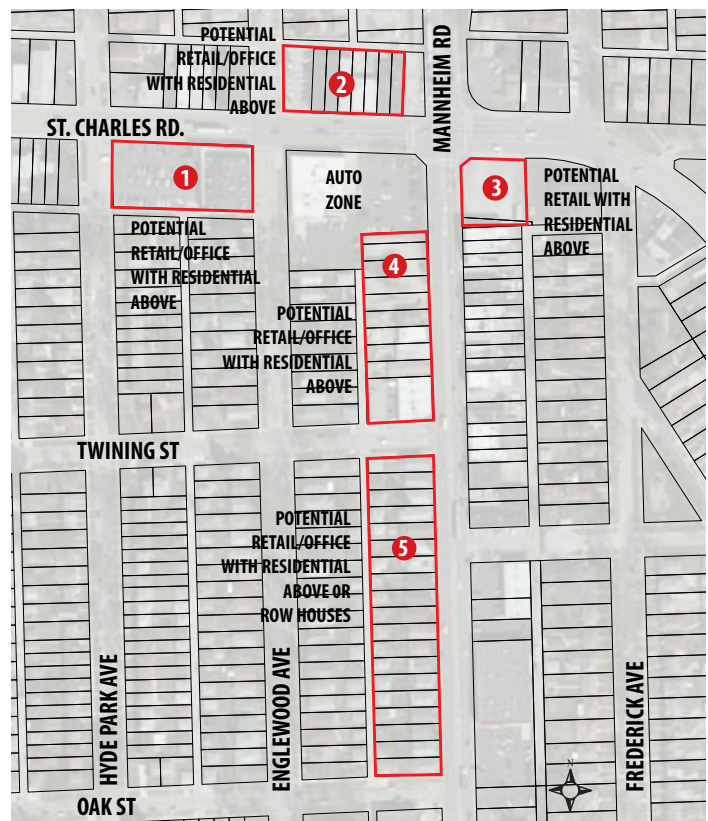 POTENTIAL
RETAIL/OFFICE
WITH RESIDENTIAL
ABOVE
2
MANNHEIM RD
ST. CHARLES RD.
1
AUTO
ZONE
3
POTENTIAL
RETAIL WITH
RESIDENTIAL
ABOVE
POTENTIAL
RETAIL/OFFICE
WITH RESIDENTIAL
ABOVE
4
POTENTIAL
RETAIL/OFFICE
WITH RESIDENTIAL
ABOVE
TWINING ST
POTENTIAL
RETAIL/OFFICE
WITH RESIDENTIAL
ABOVE OR
ROW HOUSES
5
HYDE PARK AVE
ENGLEWOOD AVE
FREDERICK AVE
N
OAK ST